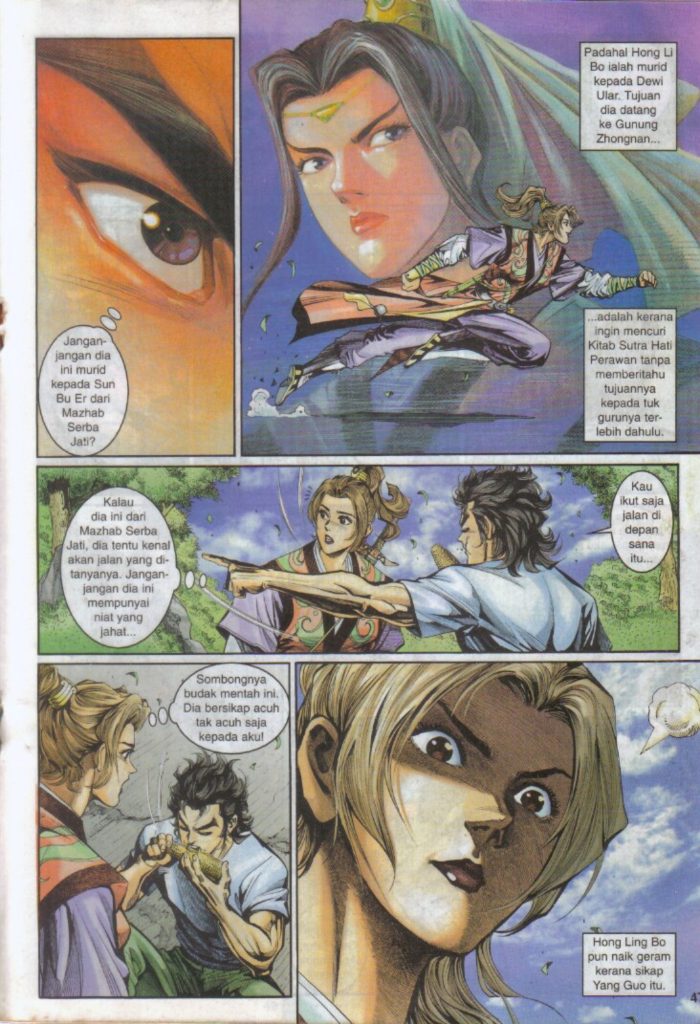 Padahal Hong Li
Bo ialah murid
kepada Dewi
Ular. Tujuan
dia datang
ke Gunung
Zhongnan...
Jangan-
jangan dia
ini murid
kepada Sun
Bu Er dari
Mazhab
Serba
Jati?
...adalah kerana
ingin mencuri
Kitab Sutra Hati
Perawan tanpa
memberitahu
tujuannya
kepada tuk
gurunya ter-
lebih dahulu.
Kalau
dia ini dari
Mazhab Serba
Jati, dia tentu kenal
akan jalan yang di-
tanyanya. Jangan-
jangan dia ini
mempunyai
niat yang
jahat...
Kau
ikut saja
jalan di
depan
sana
itu...
Sombongnya
budak mentah ini.
Dia bersikap acuh
tak acuh saja
kepada aku!
Hong Ling Bo
pun naik geram
kerana sikap
Yang Guo itu.